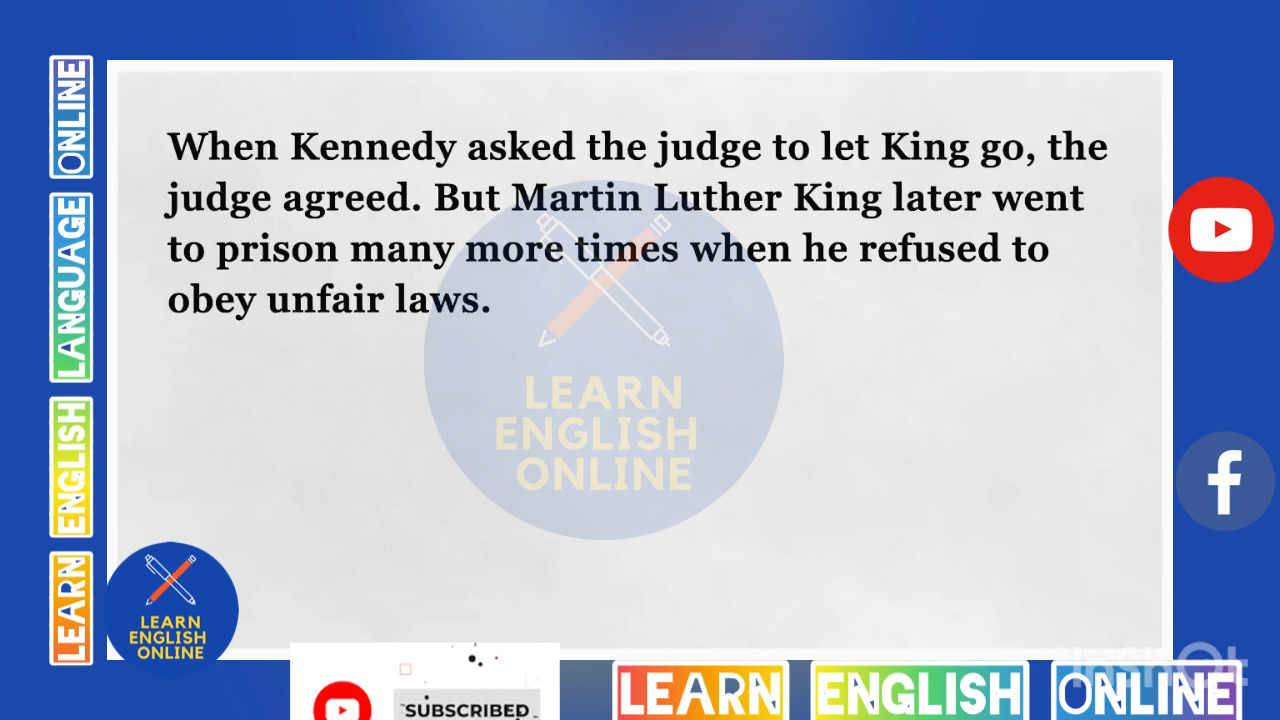 When Kennedy asked the judge to let King go, the
judge agreed. But Martin Luther King later went
to prison many more times when he refused to
obey unfair laws.
LEARN
ENGLISH
ONLINE
LEARN ENGLISH LANGUAGE ONLINE
LEARN
ENGLISH
ONLINE
SUBSCRIBED
LEARN ENGLISH ONLINE
InShOt